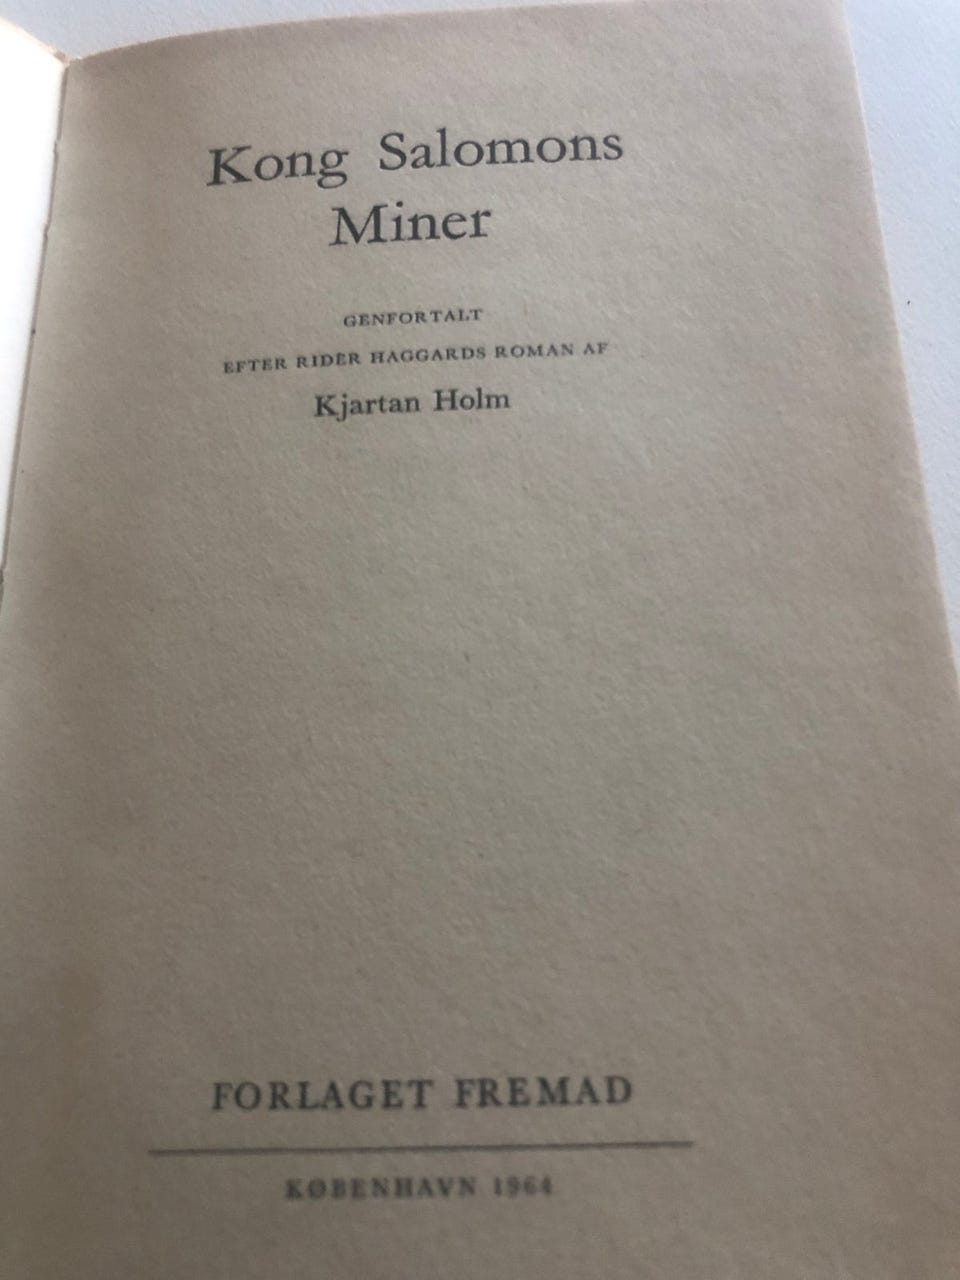 Kong Salomons
Miner
GENFORTALT
EFTER RIDER HAGGARDS ROMAN AF
Kjartan Holm
FORLAGET FREMAD
KØBENHAVN 1964